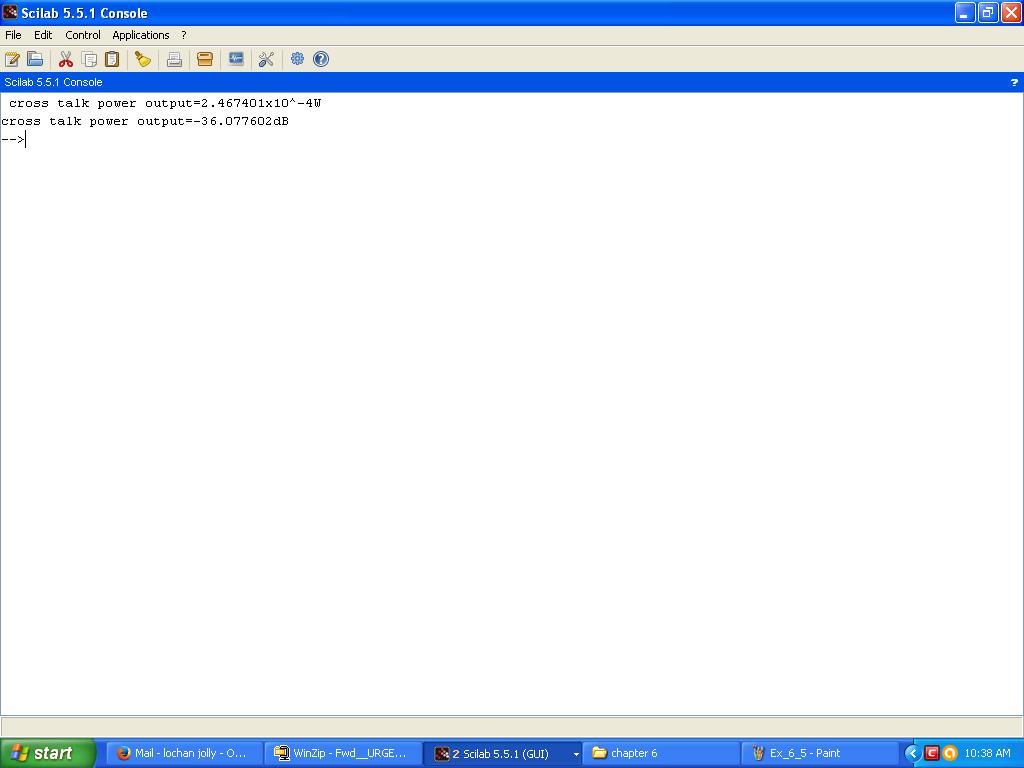 Scilab 5.5.1 Console
File Edit Control Applications ?
Scilab 5.5.1 Console ?
cross talk power output=2.467401x10^-4W
cross talk power output=-36.077602dB
-->
start Mail - lochan jolly - O... WinZip - Fwd__URGE... 2 Scilab 5.5.1 (GUI) chapter 6 Ex_6_5 - Paint 10:38 AM